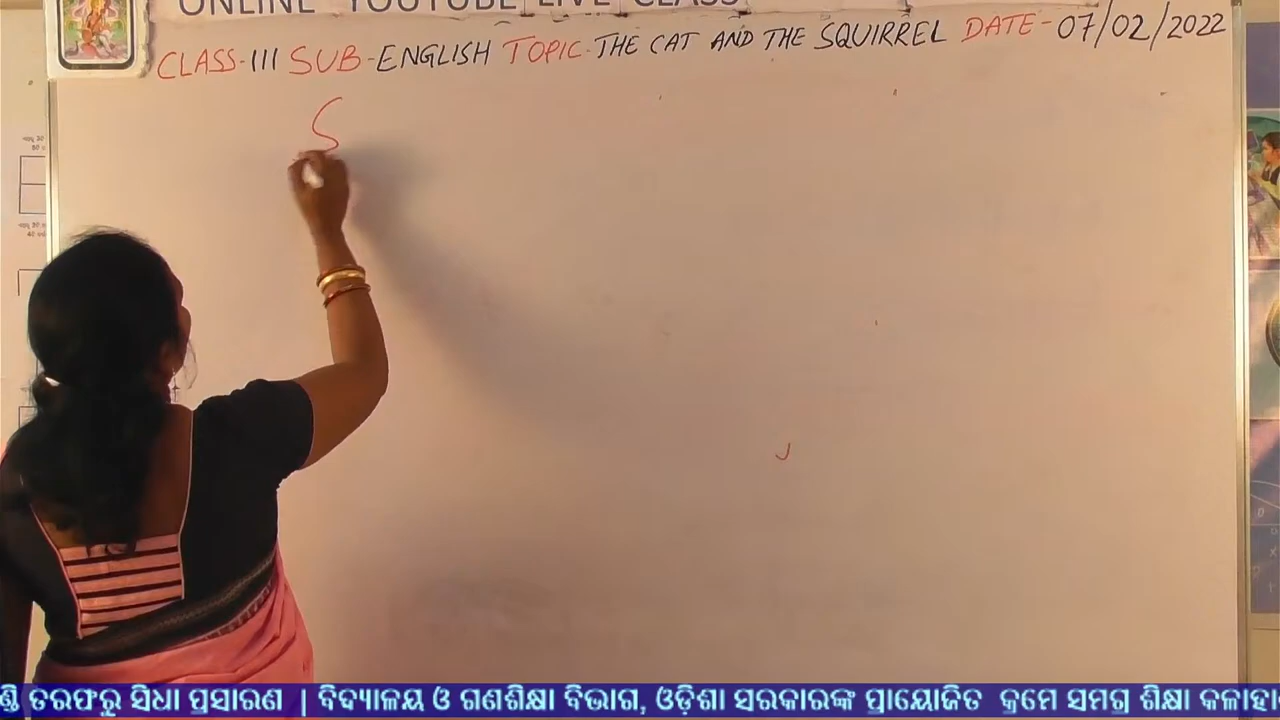 ONLINE YOUTUBE LIVE CLASS
CLASS-III SUB-ENGLISH TOPIC-THE CAT AND THE SQUIRREL DATE-07/02/2022
S
ତରଫରୁ ସିଧା ପ୍ରସାରଣ | ବିଦ୍ୟାଳୟ ଓ ଗଣଶିକ୍ଷା ବିଭାଗ, ଓଡ଼ିଶା ସରକାରଙ୍କ ପ୍ରାୟୋଜିତ କ୍ରମେ ସମଗ୍ର ଶିକ୍ଷା କଳାହା